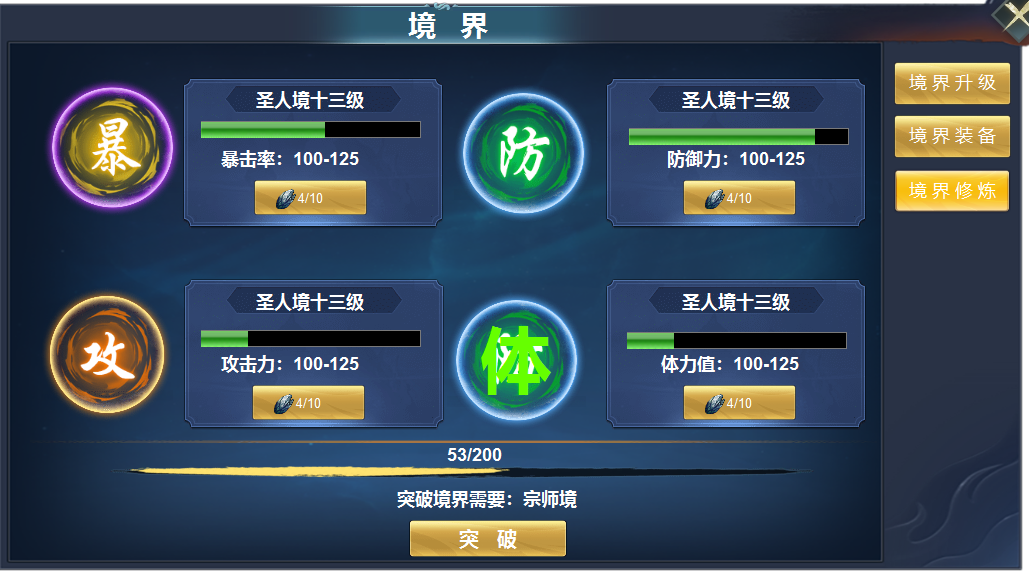 境 界
境界升级
境界装备
境界修炼
暴
圣人境十三级
暴击率：100-125
4/10
防
圣人境十三级
防御力：100-125
4/10
攻
圣人境十三级
攻击力：100-125
4/10
体
圣人境十三级
体力值：100-125
4/10
53/200
突破境界需要：宗师境
突 破